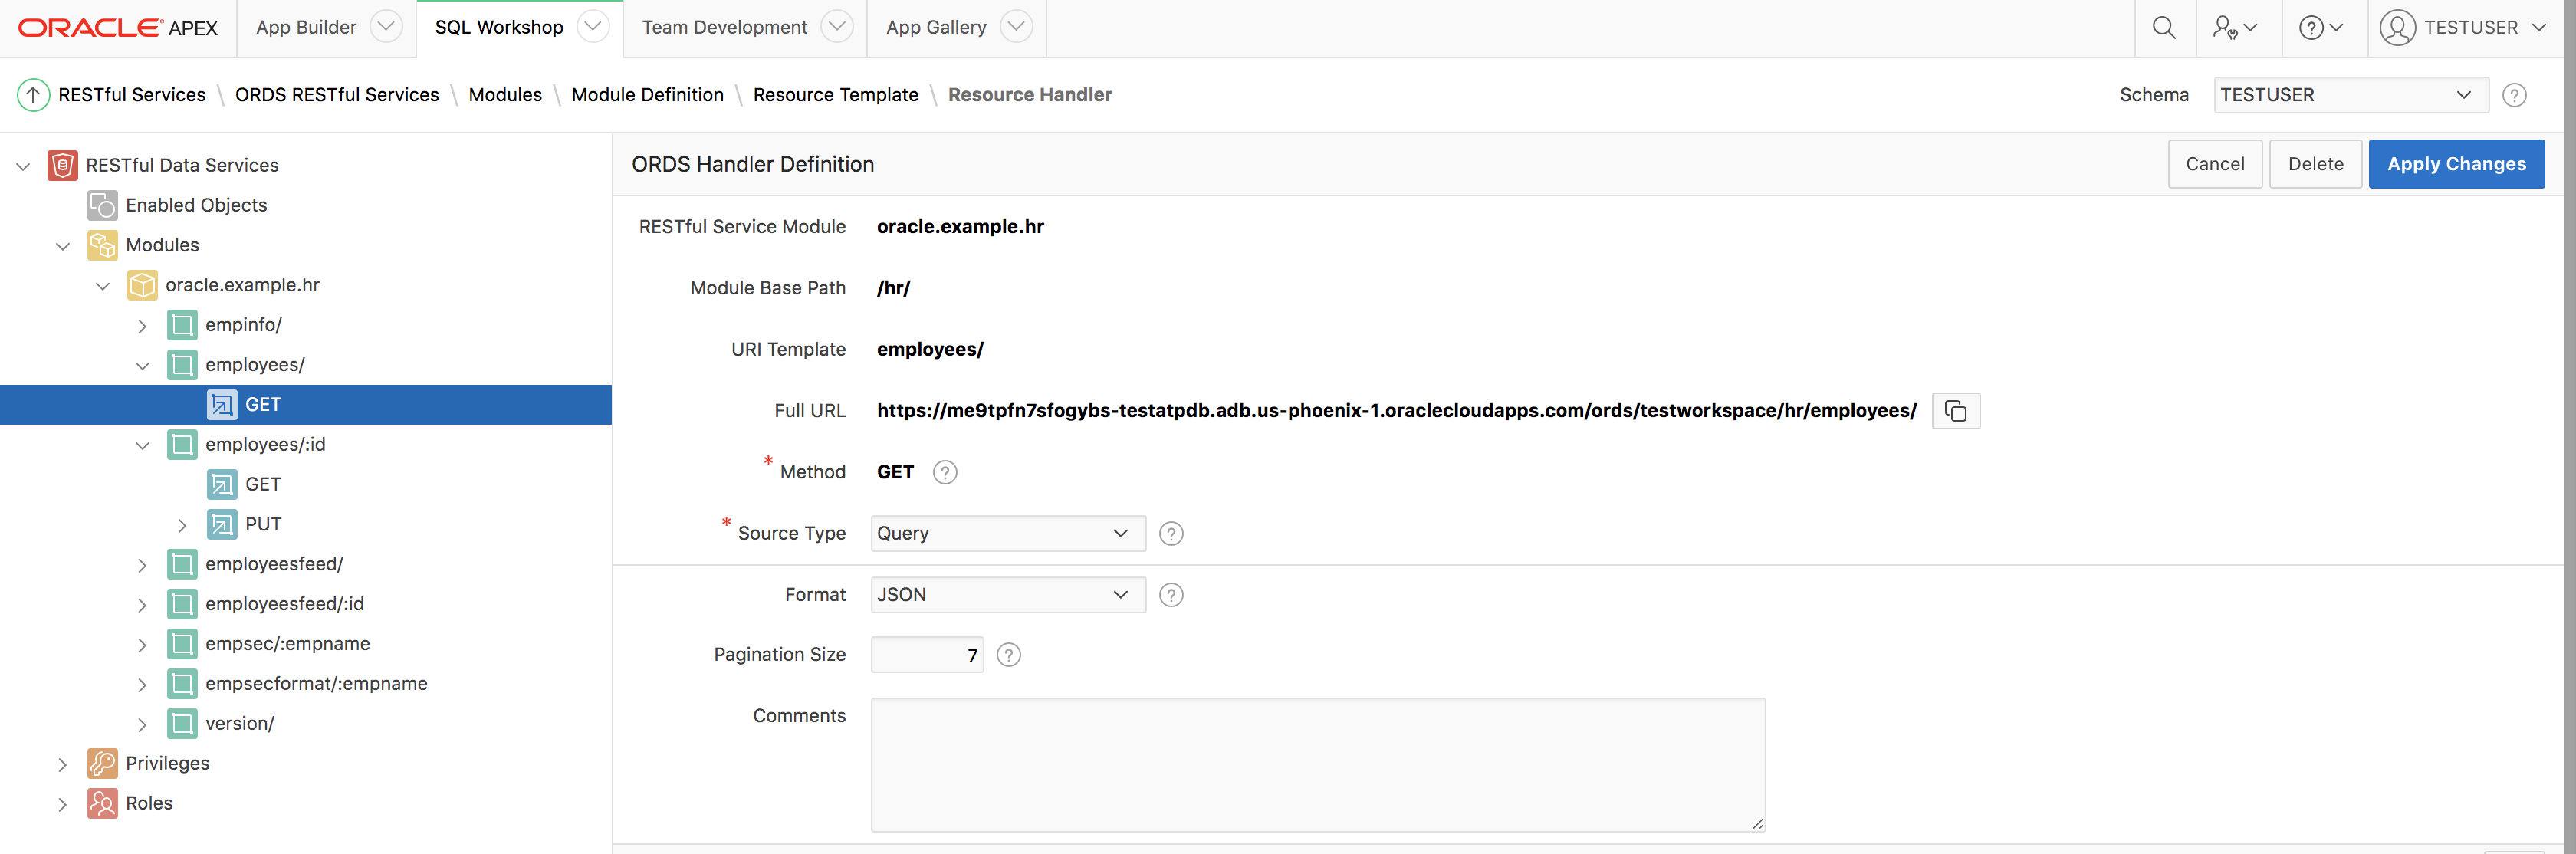 ORACLE APEX App Builder SQL Workshop Team Development App Gallery TESTUSER
RESTful Services \ ORDS RESTful Services \ Modules \ Module Definition \ Resource Template \ Resource Handler Schema TESTUSER
RESTful Data Services
Enabled Objects
Modules
oracle.example.hr
empinfo/
employees/
GET
employees/:id
GET
PUT
employeesfeed/
employeesfeed/:id
empsec/:empname
empsecformat/:empname
version/
Privileges
Roles
ORDS Handler Definition Cancel Delete Apply Changes
RESTful Service Module oracle.example.hr
Module Base Path /hr/
URI Template employees/
Full URL https://me9tpfn7sfogybs-testatpdb.adb.us-phoenix-1.oraclecloudapps.com/ords/testworkspace/hr/employees/
* Method GET ?
* Source Type Query ?
Format JSON ?
Pagination Size 7 ?
Comments